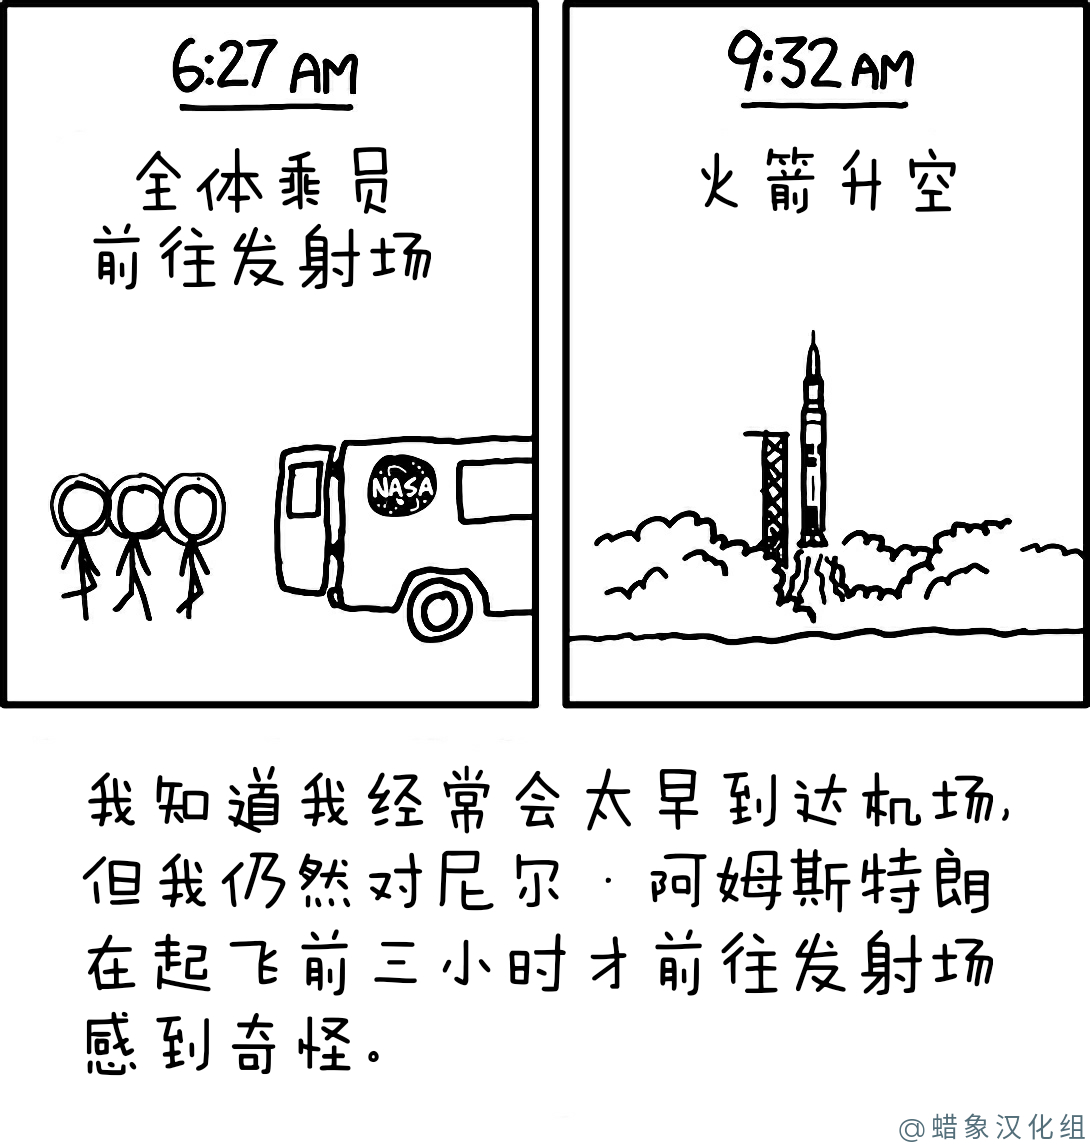 6:27 AM
全体乘员
前往发射场
NASA
9:32 AM
火箭升空
我知道我经常会太早到达机场,
但我仍然对尼尔·阿姆斯特朗
在起飞前三小时才前往发射场
感到奇怪。
@蜡象汉化组